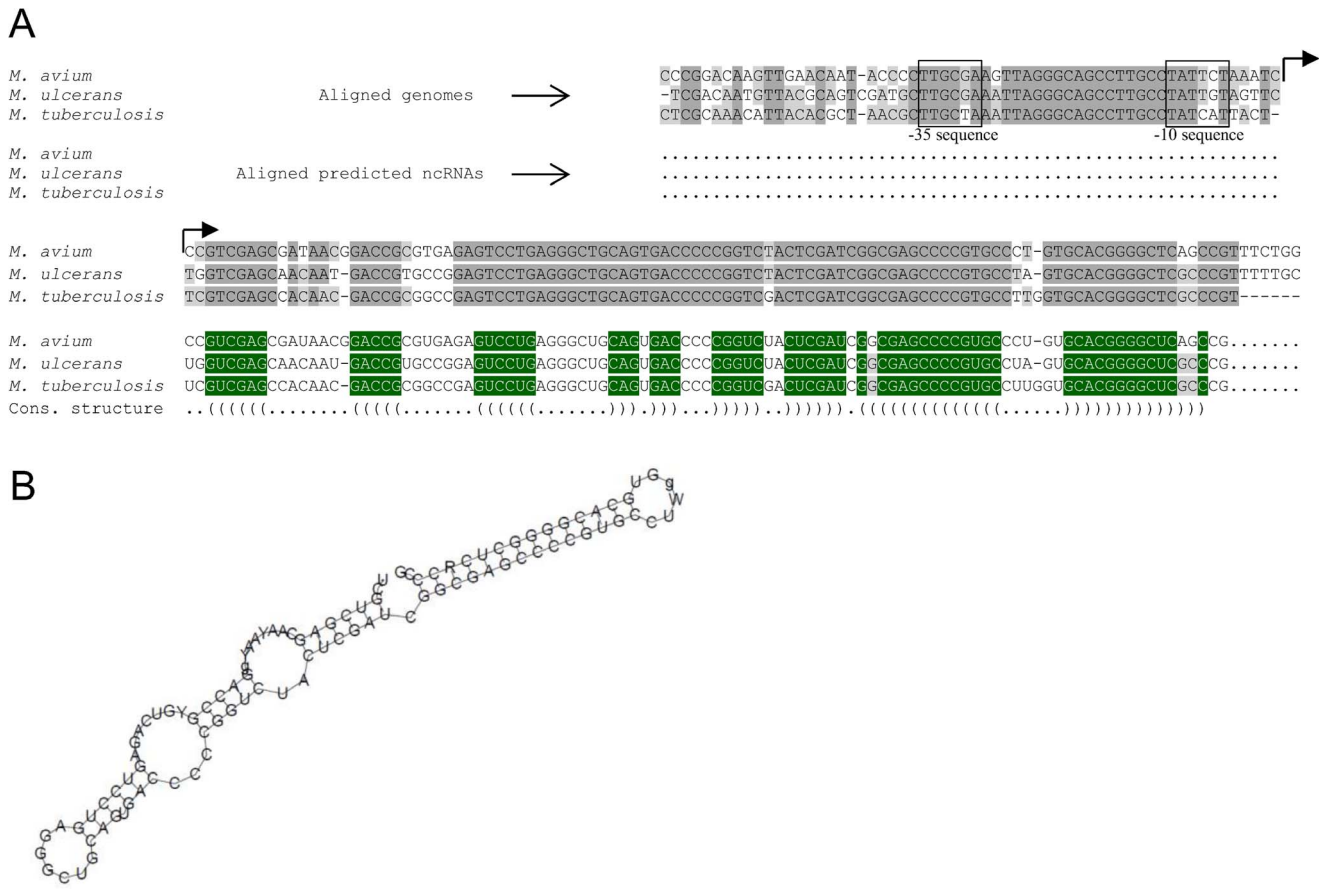 A
M. avium CCCGGACAAGTTGAACAAT-ACCCCTTGCGAAGTTAGGGCAGCCTTGCCTATTCTAAATC
M. ulcerans Aligned genomes -TCGACAATGTTACGCAGTCGATGCTTGCGAAATTAGGGCAGCCTTGCCTATTGTAGTTC
M. tuberculosis CTCGCAAACATTACACGCT-AACGCTTGCTAAATTAGGGCAGCCTTGCCTATCATTACT-
-35 sequence -10 sequence
M. avium ............................................................
M. ulcerans Aligned predicted ncRNAs ............................................................
M. tuberculosis ............................................................
M. avium CCGTCGAGCGATAACGGACCGCGTGAGAGTCCTGAGGGCTGCAGTGACCCCCGGTCTACTCGATCGGCGAGCCCCGTGCCCT-GTGCACGGGGCTCAGCCGTTTCTGG
M. ulcerans TGGTCGAGCAACAAT-GACCGTGCCGGAGTCCTGAGGGCTGCAGTGACCCCCGGTCTACTCGATCGGCGAGCCCCGTGCCTA-GTGCACGGGGCTCGCCCGTTTTTGC
M. tuberculosis TCGTCGAGCCACAAC-GACCGCGGCCGAGTCCTGAGGGCTGCAGTGACCCCCGGTCGACTCGATCGGCGAGCCCCGTGCCTTGGTGCACGGGGCTCGCCCGT------
M. avium CCGUCGAGCGAUAACGGACCGCGUGAGAGUCCUGAGGGCUGCAGUGACCCCCGGUCUACUCGAUCGGCGAGCCCCGUGCCCU-GUGCACGGGGCUCAGCCG.......
M. ulcerans UGGUCGAGCAACAAU-GACCGUGCCGGAGUCCUGAGGGCUGCAGUGACCCCCGGUCUACUCGAUCGGCGAGCCCCGUGCCUA-GUGCACGGGGCUCGCCCG.......
M. tuberculosis UCGUCGAGCCACAAC-GACCGCGGCCGAGUCCUGAGGGCUGCAGUGACCCCCGGUCGACUCGAUCGGCGAGCCCCGUGCCUUGGUGCACGGGGCUCGCCCG.......
Cons. structure ..((((((........(((((.......((((((.......))).)))...)))))..)))))).((((((((((((((......))))))))))))))
B
UCGUCGAGCAAYAAYGGACCGYGUCAGAGUCCUGAGGGCUGCAGUGACCCCCGGUCUACUCGAUCGGCGAGCCCCGUGCCUWgGUGCACGGGGCUCRCCCG